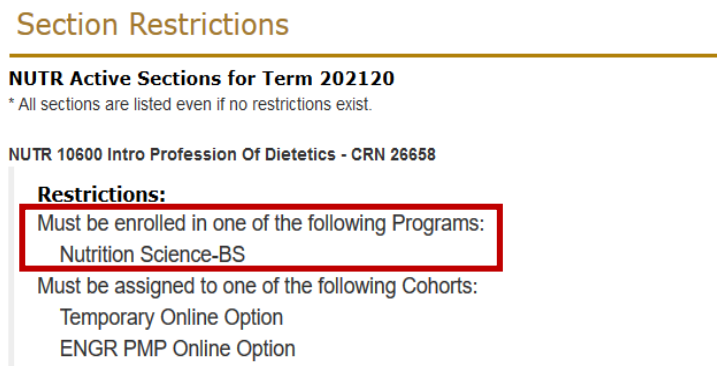 Section Restrictions
NUTR Active Sections for Term 202120
* All sections are listed even if no restrictions exist.
NUTR 10600 Intro Profession Of Dietetics - CRN 26658
Restrictions:
Must be enrolled in one of the following Programs:
Nutrition Science-BS
Must be assigned to one of the following Cohorts:
Temporary Online Option
ENGR PMP Online Option